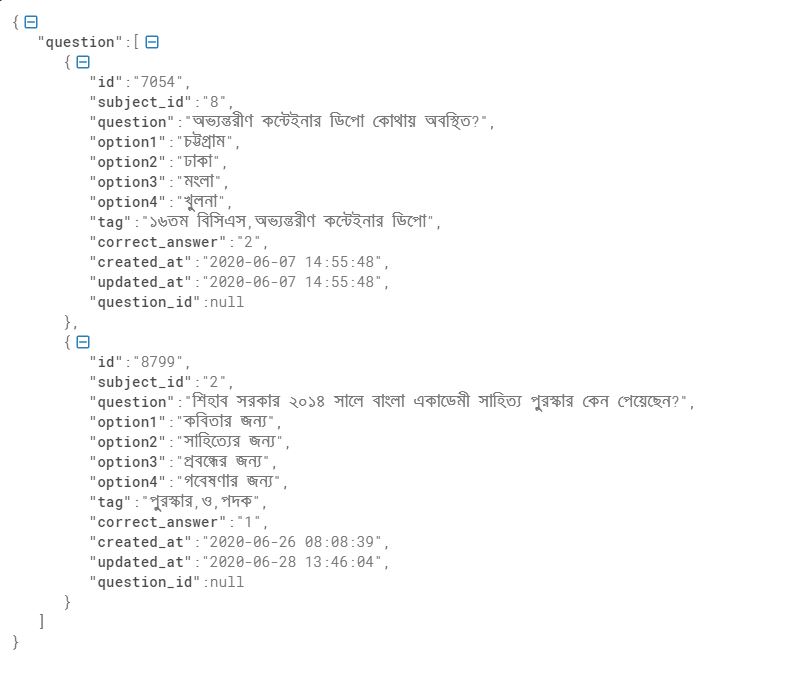 {
"question":[
{
"id":"7054",
"subject_id":"8",
"question":"অভ্যন্তরীণ কন্টেইনার ডিপো কোথায় অবস্থিত?",
"option1":"চট্টগ্রাম",
"option2":"ঢাকা",
"option3":"মংলা",
"option4":"খুলনা",
"tag":"১৬তম বিসিএস,অভ্যন্তরীণ কন্টেইনার ডিপো",
"correct_answer":"2",
"created_at":"2020-06-07 14:55:48",
"updated_at":"2020-06-07 14:55:48",
"question_id":null
},
{
"id":"8799",
"subject_id":"2",
"question":"শিহাব সরকার ২০১৪ সালে বাংলা একাডেমী সাহিত্য পুরস্কার কেন পেয়েছেন?",
"option1":"কবিতার জন্য",
"option2":"সাহিত্যের জন্য",
"option3":"প্রবন্ধের জন্য",
"option4":"গবেষণার জন্য",
"tag":"পুরস্কার,ও,পদক",
"correct_answer":"1",
"created_at":"2020-06-26 08:08:39",
"updated_at":"2020-06-28 13:46:04",
"question_id":null
}
]
}